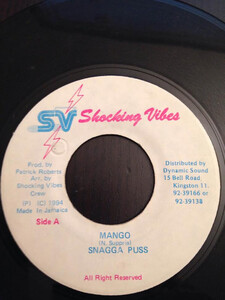 SV Shocking Vibes
Prod. by
Patrick Roberts
Arr. by
Shocking Vibes
Crew
(P) (C) 1994
Made in Jamaica
Side A
Distributed by
Dynamic Sound
15 Bell Road,
Kingston 11.
92-39166 or
92-39138
MANGO
SNAGGA PUSS
All Right Reserved